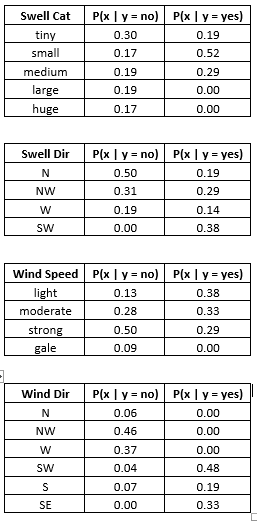 Swell Cat P(x | y = no) P(x | y = yes)
tiny 0.30 0.19
small 0.17 0.52
medium 0.19 0.29
large 0.19 0.00
huge 0.17 0.00
Swell Dir P(x | y = no) P(x | y = yes)
N 0.50 0.19
NW 0.31 0.29
W 0.19 0.14
SW 0.00 0.38
Wind Speed P(x | y = no) P(x | y = yes)
light 0.13 0.38
moderate 0.28 0.33
strong 0.50 0.29
gale 0.09 0.00
Wind Dir P(x | y = no) P(x | y = yes)
N 0.06 0.00
NW 0.46 0.00
W 0.37 0.00
SW 0.04 0.48
S 0.07 0.19
SE 0.00 0.33